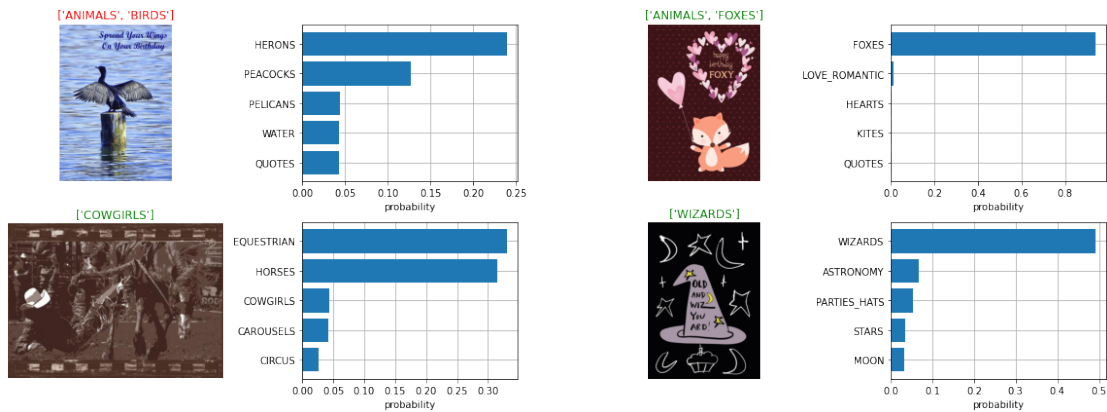 ['ANIMALS', 'BIRDS']
Spread Your Wings
On Your Birthday
HERONS
PEACOCKS
PELICANS
WATER
QUOTES
0.00 0.05 0.10 0.15 0.20 0.25
probability
['ANIMALS', 'FOXES']
happy
birthday
FOXY
FOXES
LOVE_ROMANTIC
HEARTS
KITES
QUOTES
0.0 0.2 0.4 0.6 0.8
probability
['COWGIRLS']
EQUESTRIAN
HORSES
COWGIRLS
CAROUSELS
CIRCUS
0.00 0.05 0.10 0.15 0.20 0.25 0.30
probability
['WIZARDS']
OLD
AND
WIZ
YOU
ARD!
WIZARDS
ASTRONOMY
PARTIES_HATS
STARS
MOON
0.0 0.1 0.2 0.3 0.4 0.5
probability